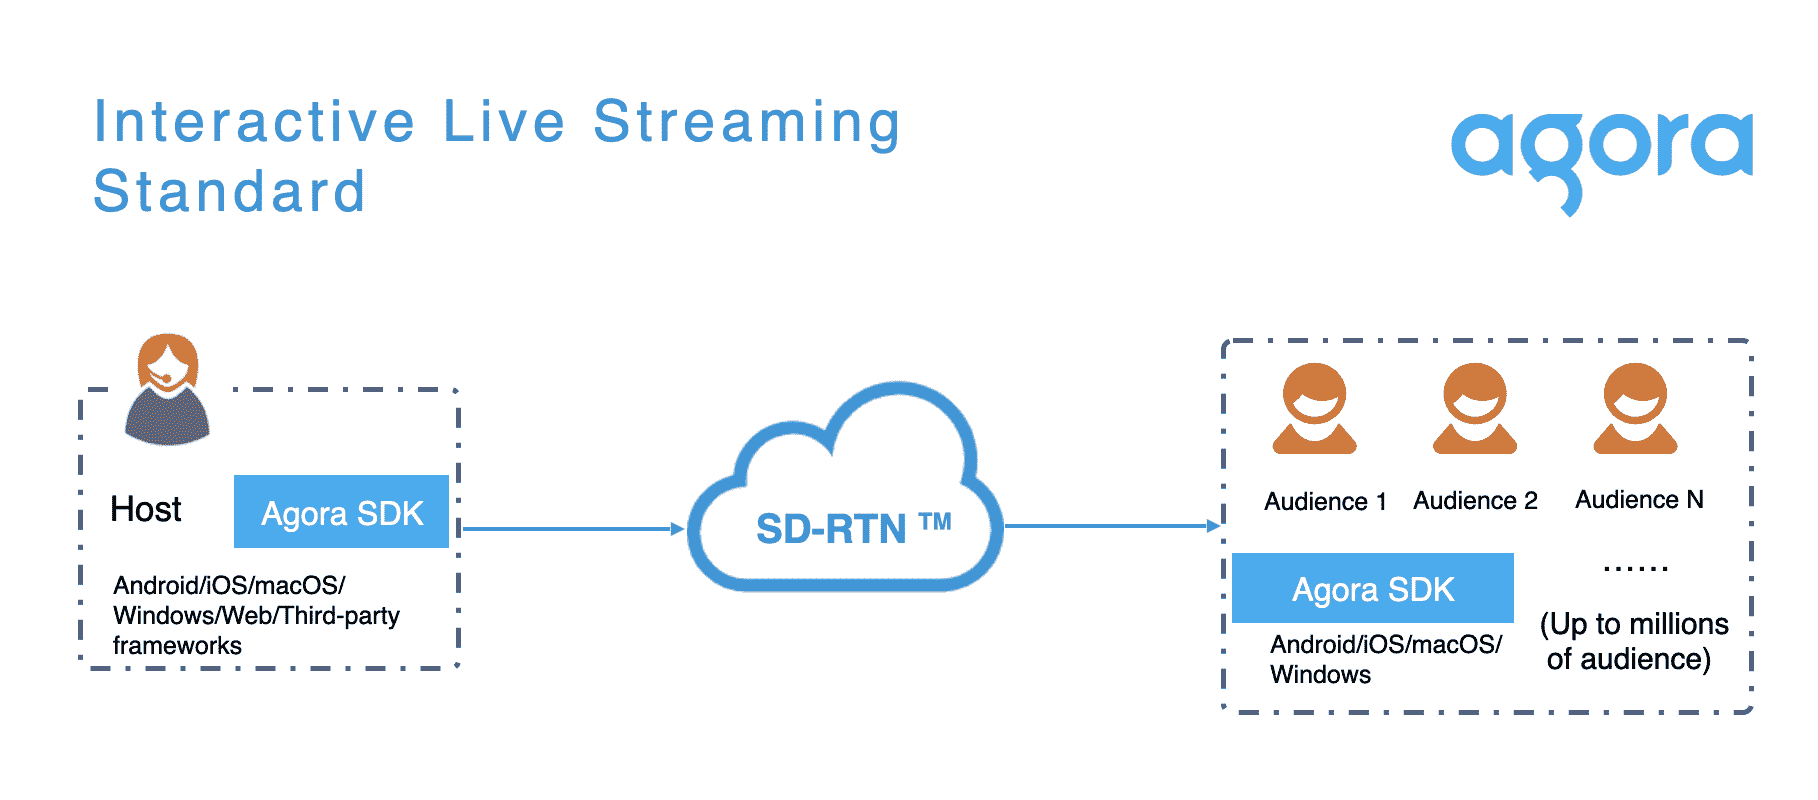 Interactive Live Streaming
Standard
agora
Host
Agora SDK
Android/iOS/macOS/
Windows/Web/Third-party
frameworks
SD-RTN ™
Audience 1
Audience 2
Audience N
Agora SDK
Android/iOS/macOS/
Windows
......
(Up to millions
of audience)